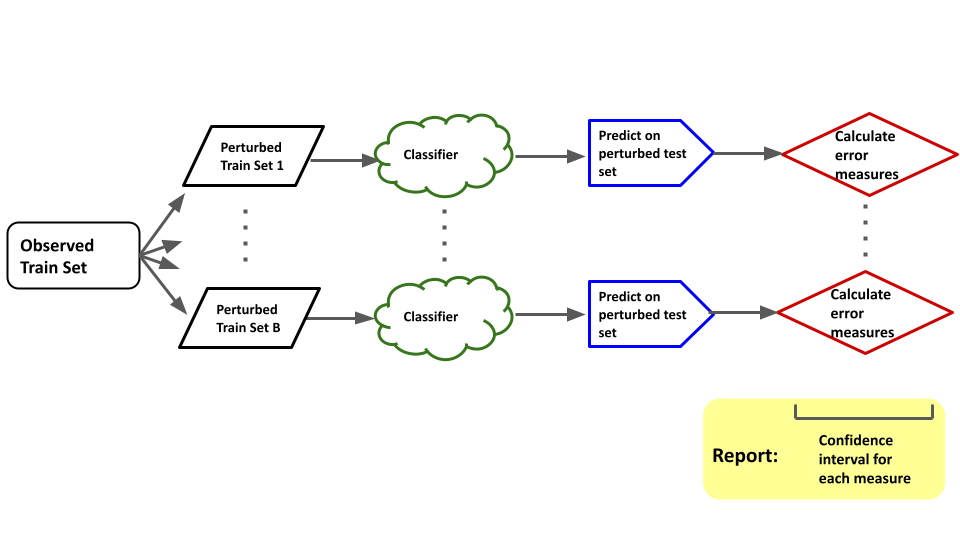 Observed
Train Set
Perturbed
Train Set 1
Classifier
Predict on
perturbed test
set
Calculate
error
measures
Perturbed
Train Set B
Classifier
Predict on
perturbed test
set
Calculate
error
measures
Report:
Confidence
interval for
each measure